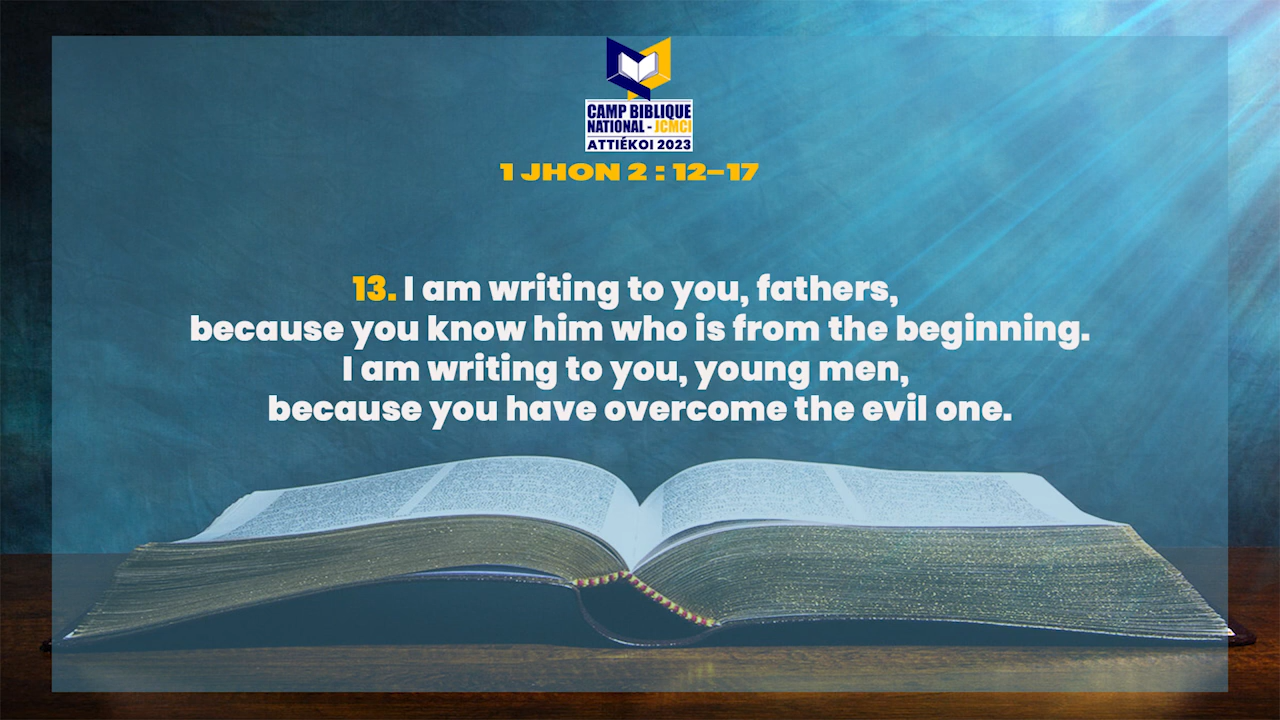 CAMP BIBLIQUE
NATIONAL - JCMCI
ATTIÉKOI 2023
1 JHON 2 : 12-17
13. I am writing to you, fathers,
because you know him who is from the beginning.
I am writing to you, young men,
because you have overcome the evil one.